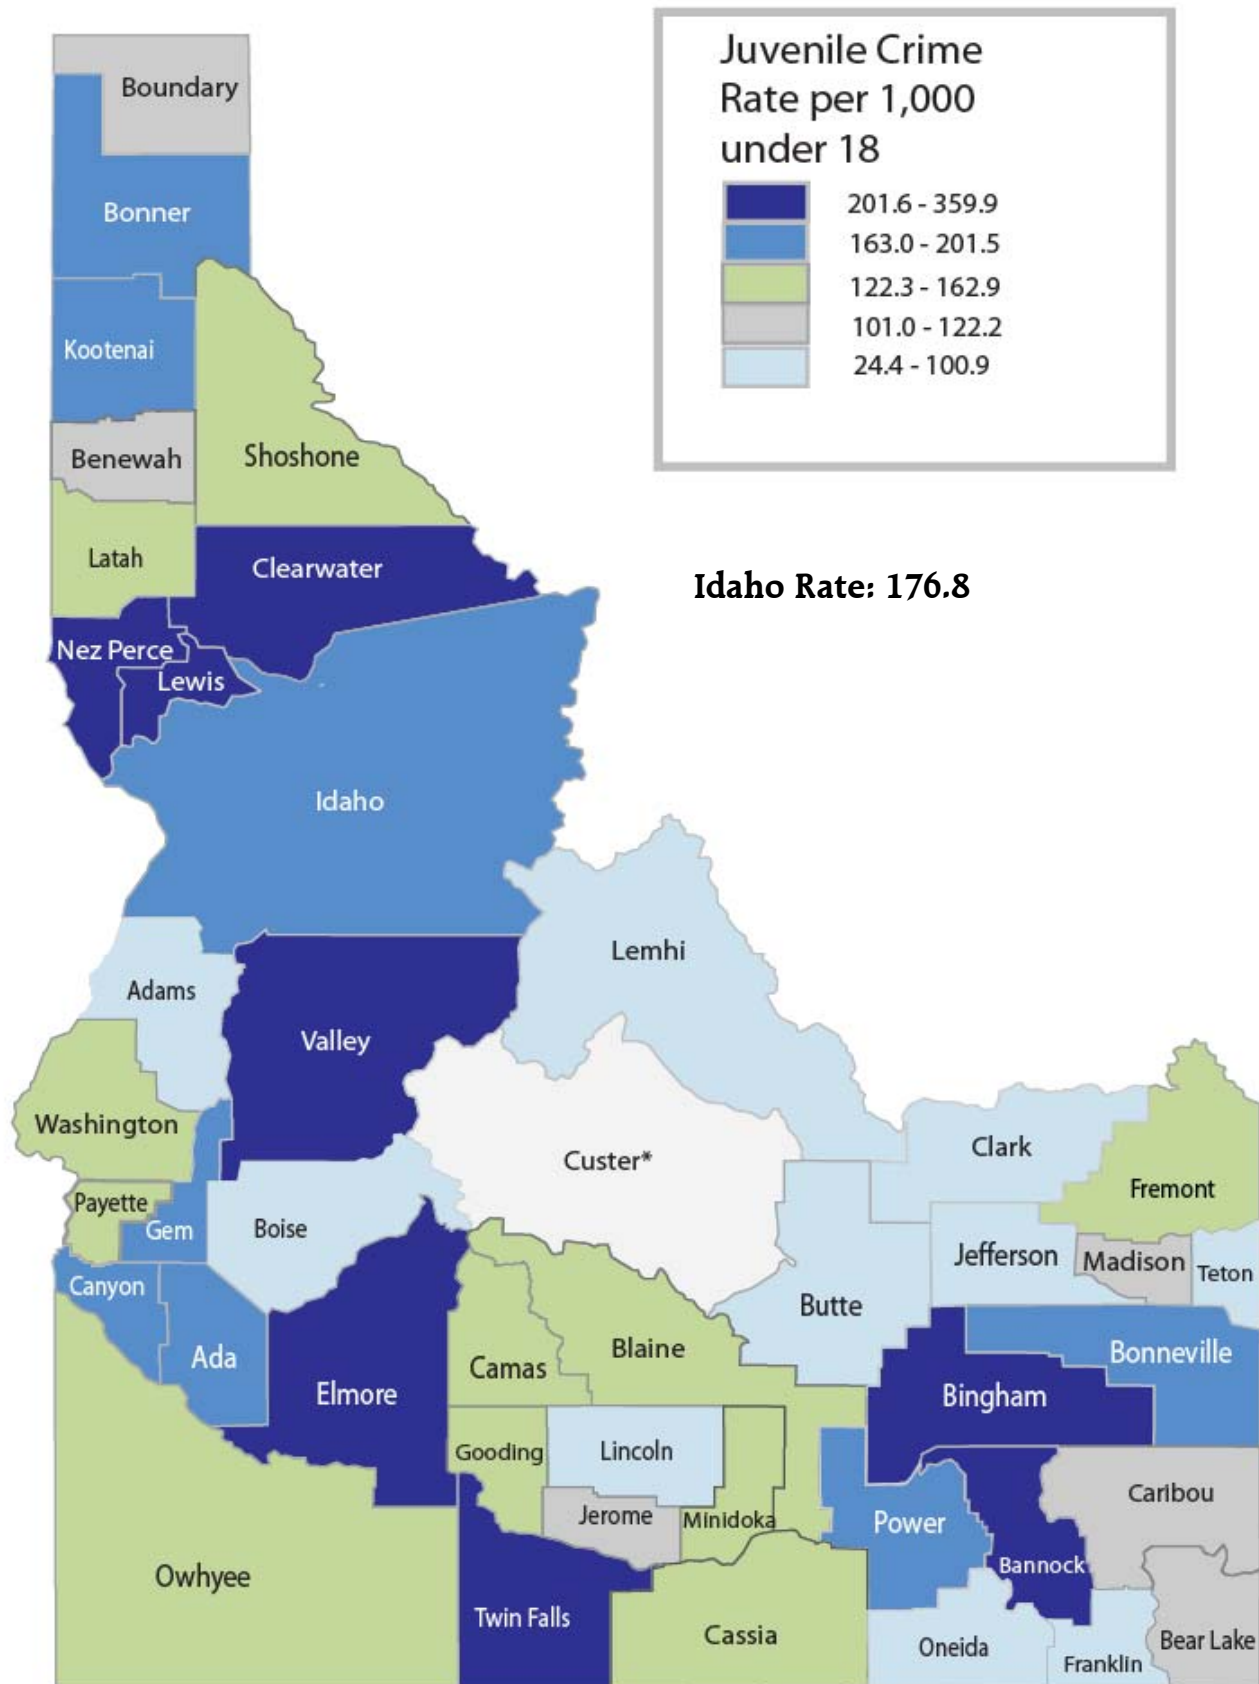 Juvenile Crime
Rate per 1,000
under 18
201.6 - 359.9
163.0 - 201.5
122.3 - 162.9
101.0 - 122.2
24.4 - 100.9
Idaho Rate: 176.8
Boundary
Bonner
Kootenai
Benewah
Shoshone
Latah
Clearwater
Nez Perce
Lewis
Idaho
Lemhi
Adams
Valley
Washington
Custer*
Clark
Fremont
Payette
Gem
Boise
Jefferson
Madison
Teton
Canyon
Butte
Ada
Blaine
Bonneville
Camas
Elmore
Bingham
Gooding
Lincoln
Caribou
Jerome
Minidoka
Power
Bannock
Owhyee
Twin Falls
Cassia
Oneida
Bear Lake
Franklin